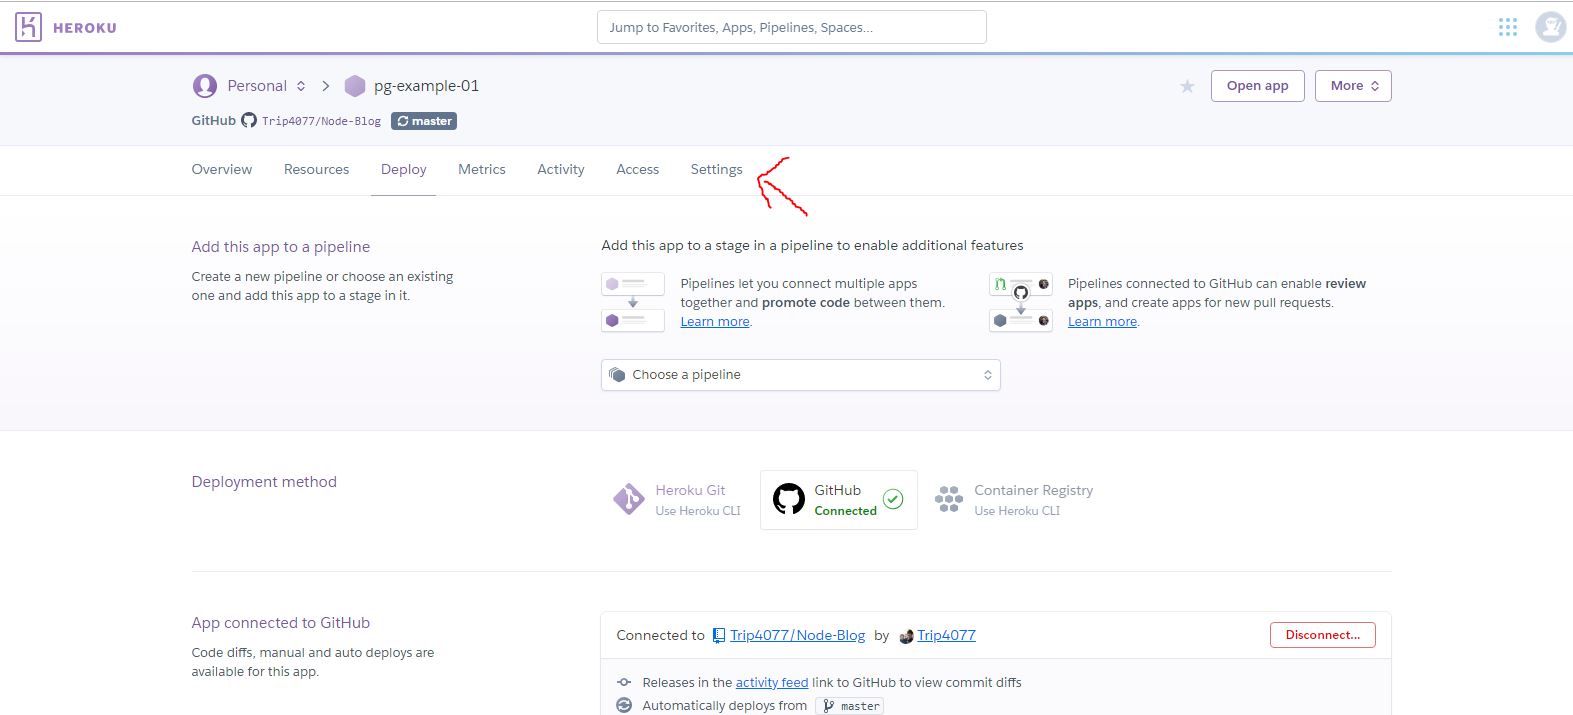 HEROKU
Jump to Favorites, Apps, Pipelines, Spaces...
Personal
pg-example-01
Open app
More
GitHub Trip4077/Node-Blog master
Overview Resources Deploy Metrics Activity Access Settings
Add this app to a pipeline
Create a new pipeline or choose an existing
one and add this app to a stage in it.
Add this app to a stage in a pipeline to enable additional features
Pipelines let you connect multiple apps
together and promote code between them.
Learn more.
Pipelines connected to GitHub can enable review
apps, and create apps for new pull requests.
Learn more.
Choose a pipeline
Deployment method
Heroku Git
Use Heroku CLI
GitHub
Connected
Container Registry
Use Heroku CLI
App connected to GitHub
Code diffs, manual and auto deploys are
available for this app.
Connected to Trip4077/Node-Blog by Trip4077
Disconnect...
Releases in the activity feed link to GitHub to view commit diffs
Automatically deploys from master